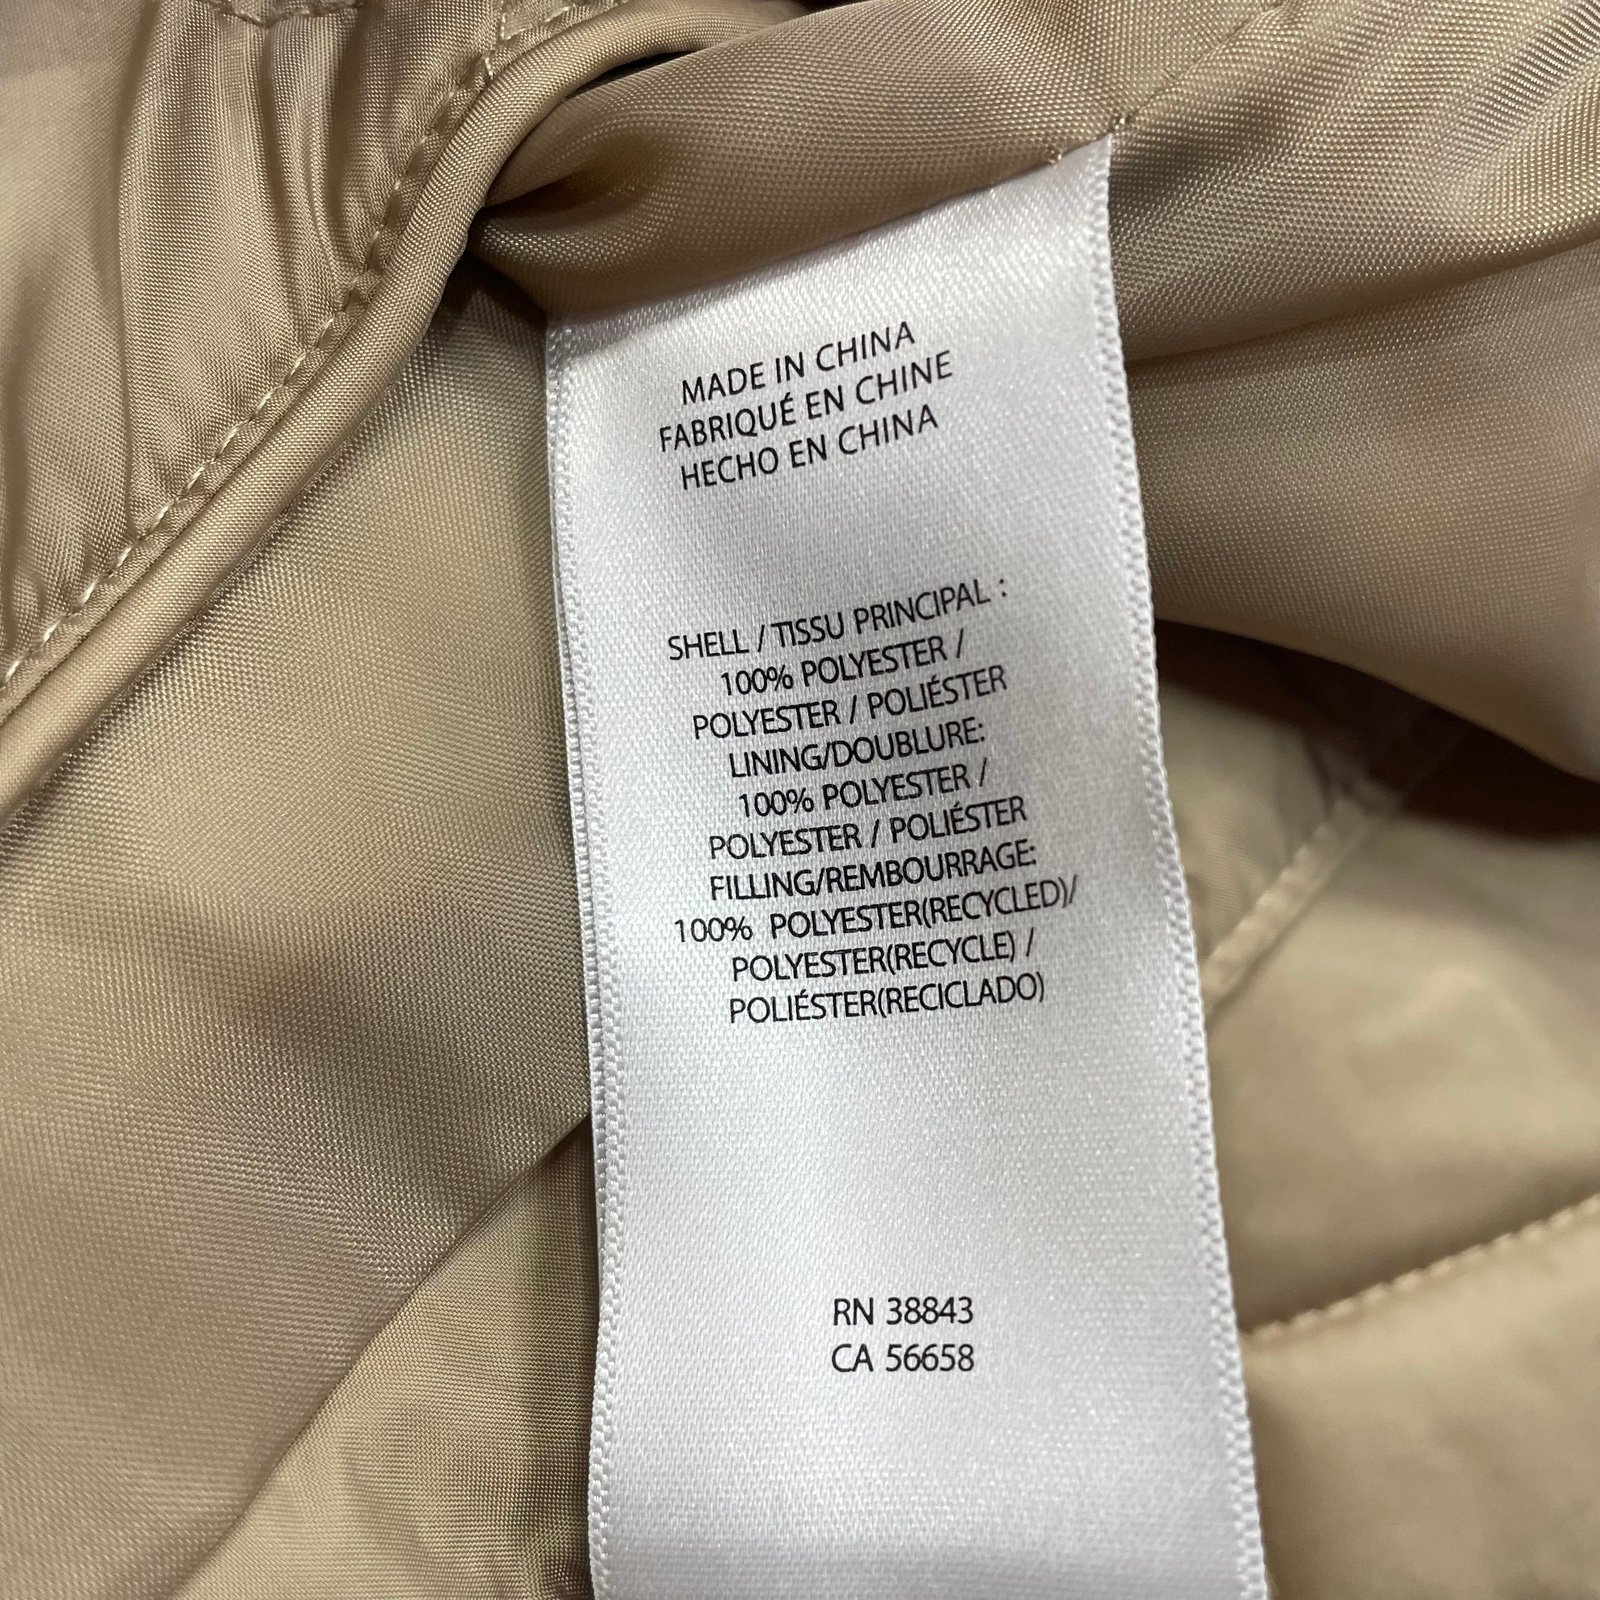 MADE IN CHINA
FABRIQUÉ EN CHINE
HECHO EN CHINA
SHELL / TISSU PRINCIPAL :
100% POLYESTER /
POLYESTER / POLIÉSTER
LINING/DOUBLURE:
100% POLYESTER /
POLYESTER / POLIÉSTER
FILLING/REMBOURRAGE:
100% POLYESTER(RECYCLED)/
POLYESTER(RECYCLE) /
POLIÉSTER(RECICLADO)
RN 38843
CA 56658